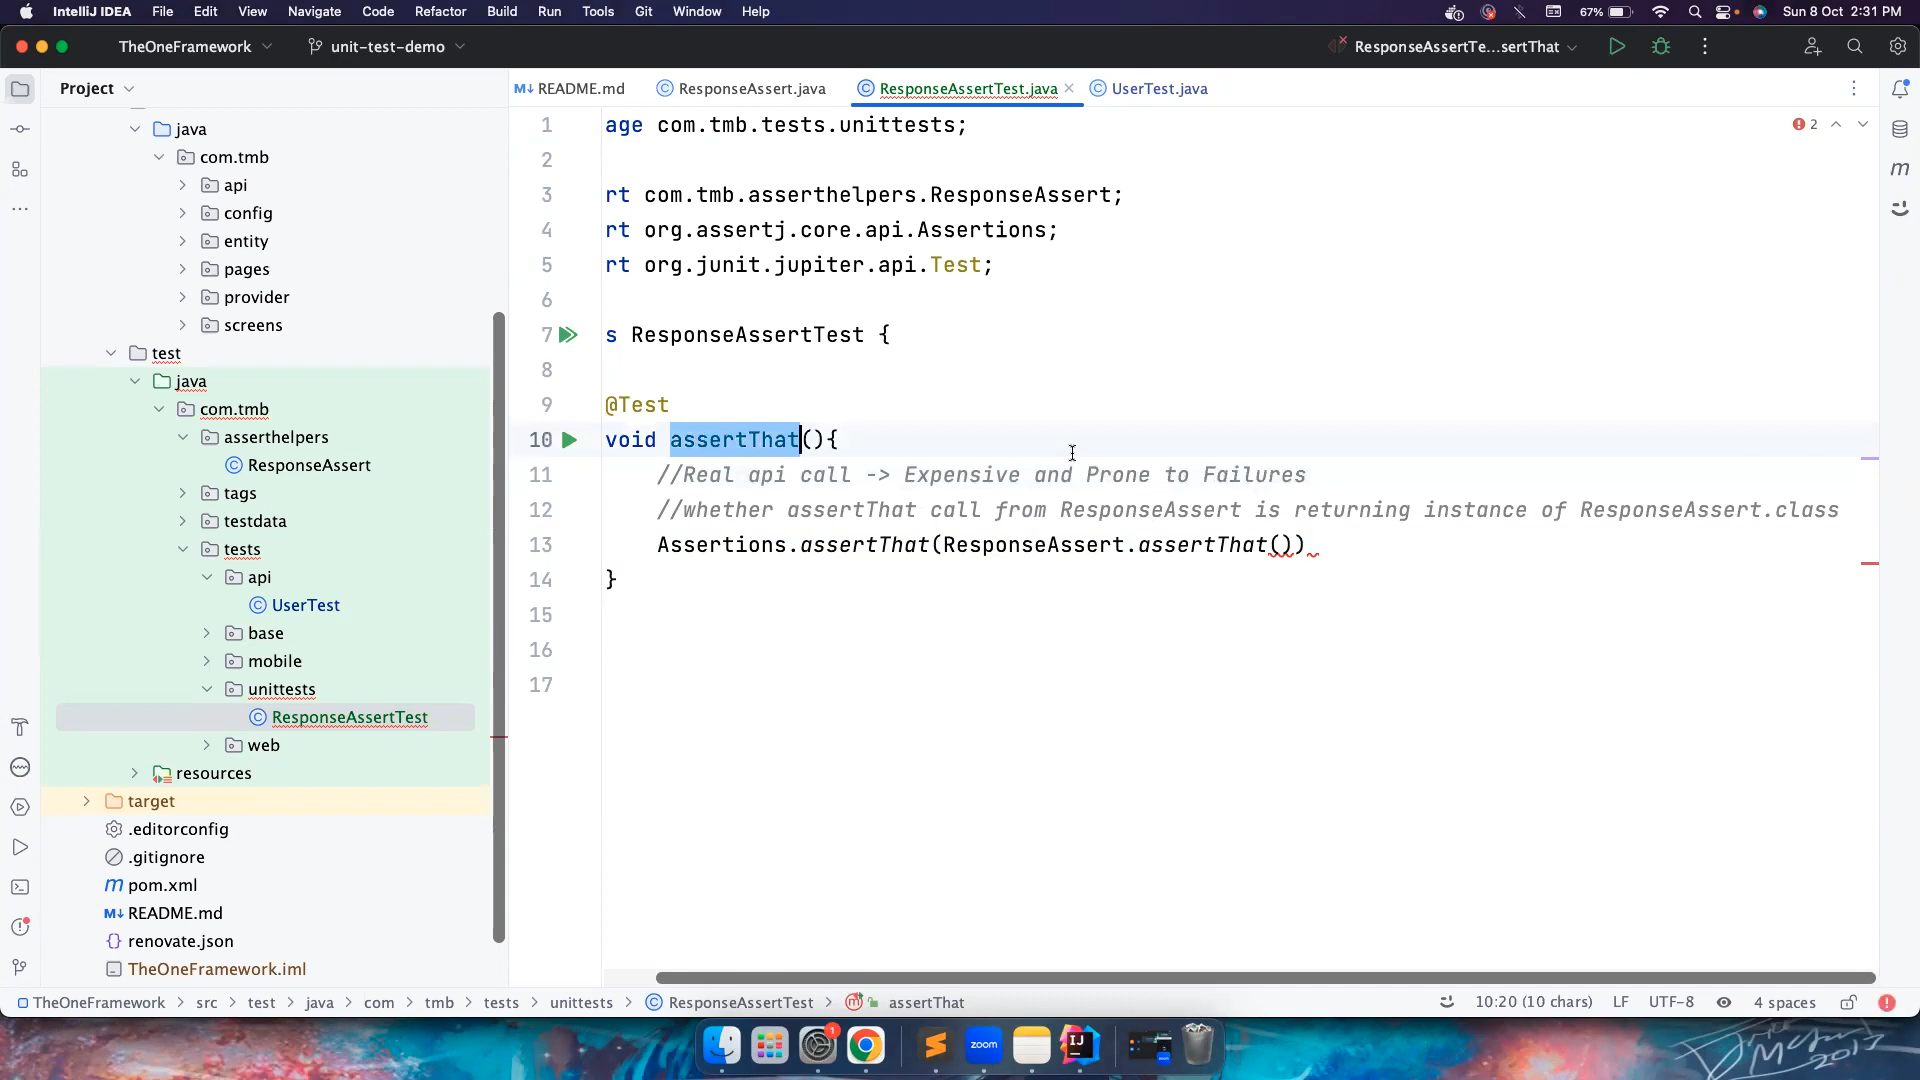 IntelliJ IDEA File Edit View Navigate Code Refactor Build Run Tools Git Window Help 67% Sun 8 Oct 2:31 PM
TheOneFramework unit-test-demo ResponseAssertTe...sertThat
Project
README.md ResponseAssert.java ResponseAssertTest.java UserTest.java
java
com.tmb
api
config
entity
pages
provider
screens
test
java
com.tmb
asserthelpers
ResponseAssert
tags
testdata
tests
api
UserTest
base
mobile
unittests
ResponseAssertTest
web
resources
target
.editorconfig
.gitignore
pom.xml
README.md
renovate.json
TheOneFramework.iml
1 age com.tmb.tests.unittests;
2
3 rt com.tmb.asserthelpers.ResponseAssert;
4 rt org.assertj.core.api.Assertions;
5 rt org.junit.jupiter.api.Test;
6
7 s ResponseAssertTest {
8
9 @Test
10 void assertThat(){
11 //Real api call -> Expensive and Prone to Failures
12 //whether assertThat call from ResponseAssert is returning instance of ResponseAssert.class
13 Assertions.assertThat(ResponseAssert.assertThat())
14 }
15
16
17
2
TheOneFramework > src > test > java > com > tmb > tests > unittests > ResponseAssertTest > assertThat 10:20 (10 chars) LF UTF-8 4 spaces
1
zoom
IJ